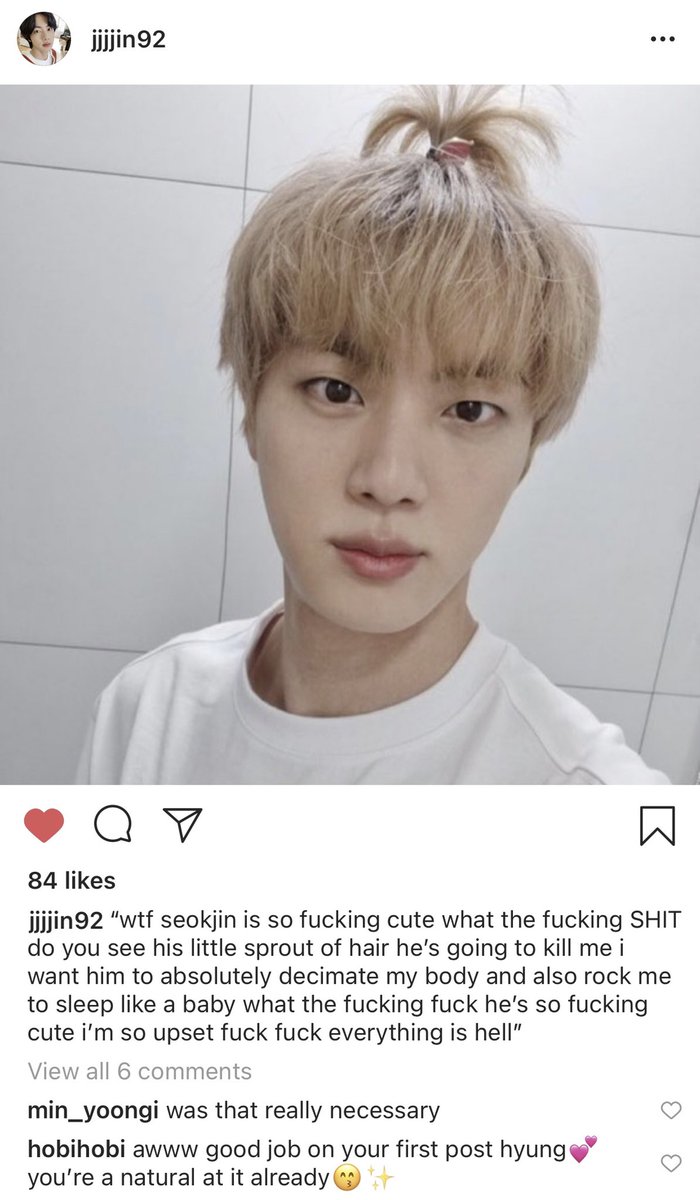 jjjjin92
84 likes
jjjjin92 “wtf seokjin is so fucking cute what the fucking SHIT
do you see his little sprout of hair he’s going to kill me i
want him to absolutely decimate my body and also rock me
to sleep like a baby what the fucking fuck he’s so fucking
cute i’m so upset fuck fuck everything is hell”
View all 6 comments
min_yoongi was that really necessary
hobihobi awww good job on your first post hyung💕
you’re a natural at it already😙✨